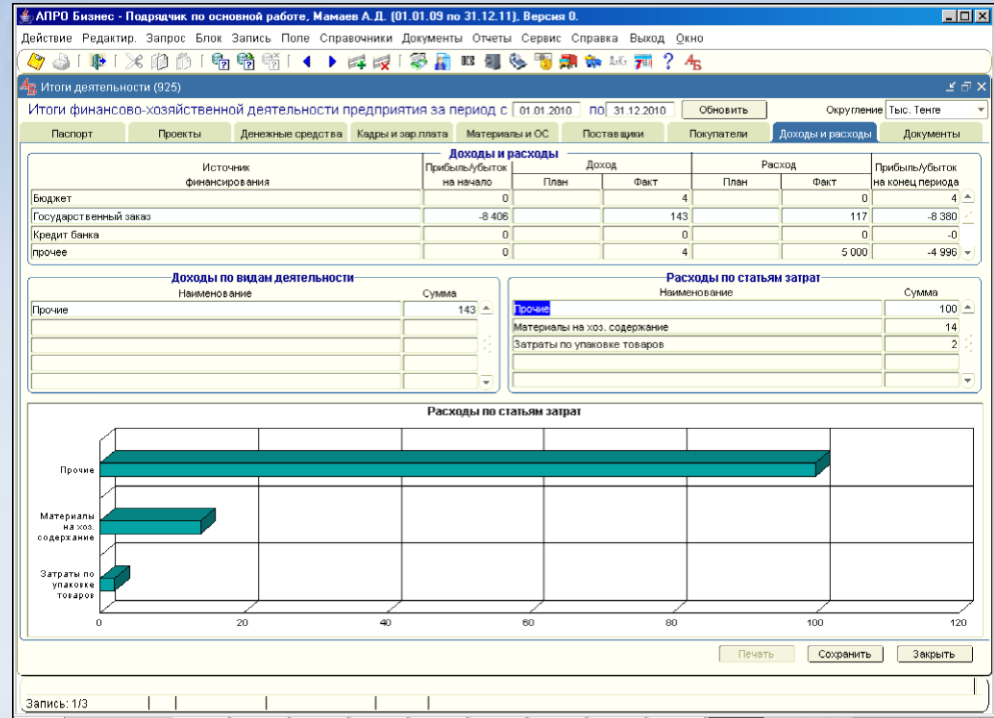 АПРО Бизнес - Подрядчик по основной работе, Мамаев А.Д. (01.01.09 по 31.12.11), Версия 0.
Действие Редактир. Запрос Блок Запись Поле Справочники Документы Отчеты Сервис Справка Выход Окно
Итоги деятельности (925)
Итоги финансово-хозяйственной деятельности предприятия за период с 01.01.2010 по 31.12.2010 Обновить Округление Тыс. Тенге
Паспорт Проекты Денежные средства Кадры и зар.плата Материалы и ОС Поставщики Покупатели Доходы и расходы Документы
Доходы и расходы
Источник Прибыль/убыток Доход Расход Прибыль/убыток
финансирования на начало План Факт План Факт на конец периода
Бюджет 0 4 0 4
Государственный заказ -8 406 143 117 -8 380
Кредит банка 0 0 0 -0
прочее 0 4 5 000 -4 996
Доходы по видам деятельности
Наименование Сумма
Прочие 143
Расходы по статьям затрат
Наименование Сумма
Прочие 100
Материалы на хоз. содержание 14
Затраты по упаковке товаров 2
Расходы по статьям затрат
Прочие
Материалы
на хоз.
содержание
Затраты по
упаковке
товаров
0 20 40 60 80 100 120
Печать Сохранить Закрыть
Запись: 1/3